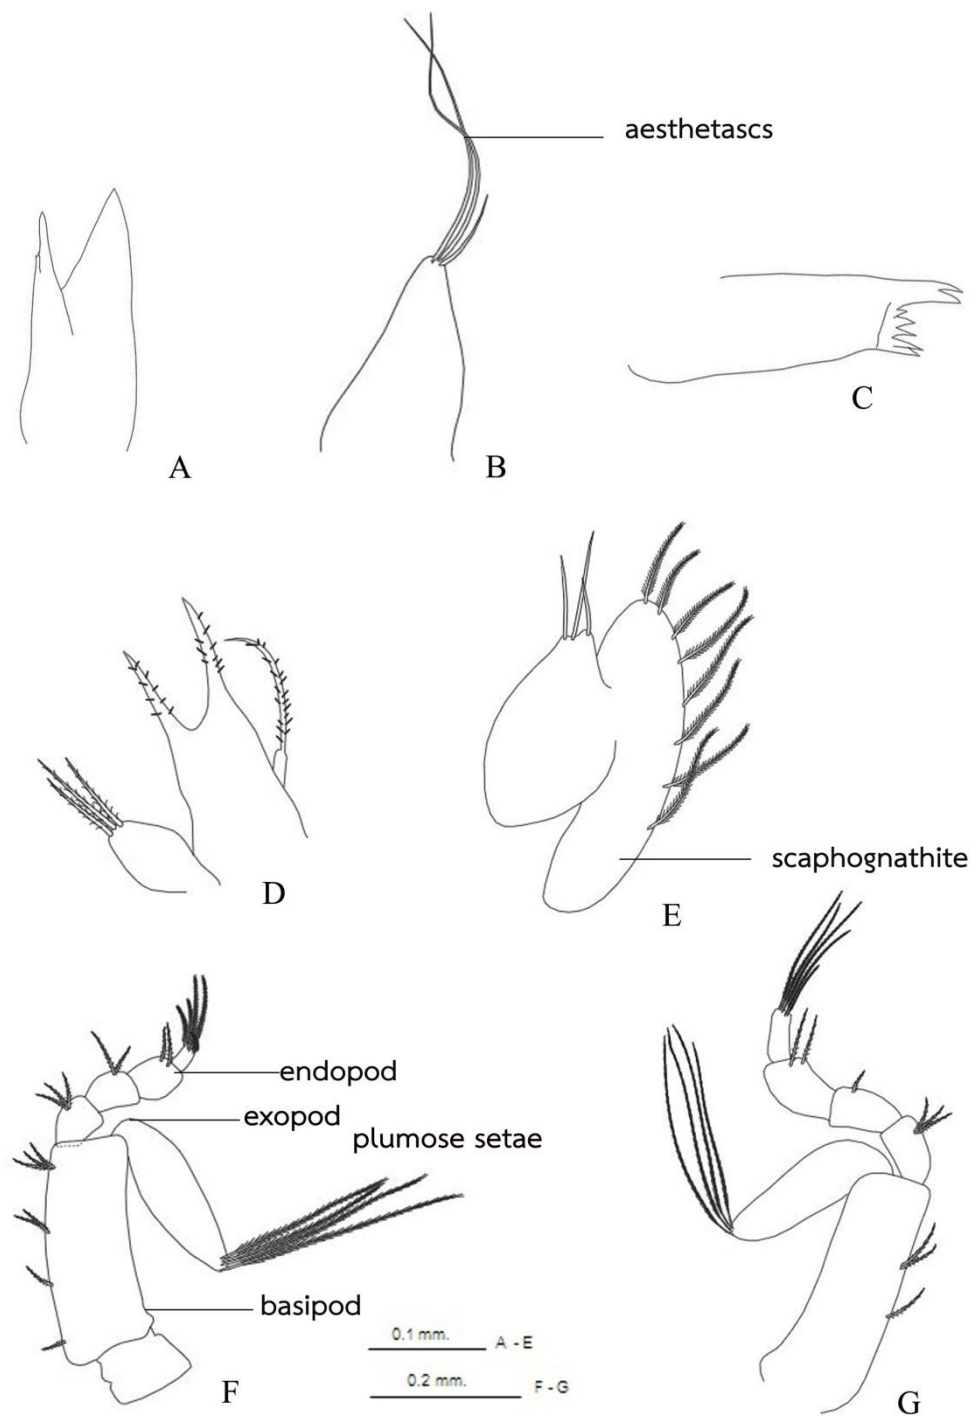 aesthetascs
A
B
C
D
E
scaphognathite
endopod
exopod
plumose setae
basipod
0.1 mm. A - E
0.2 mm. F - G
F
G